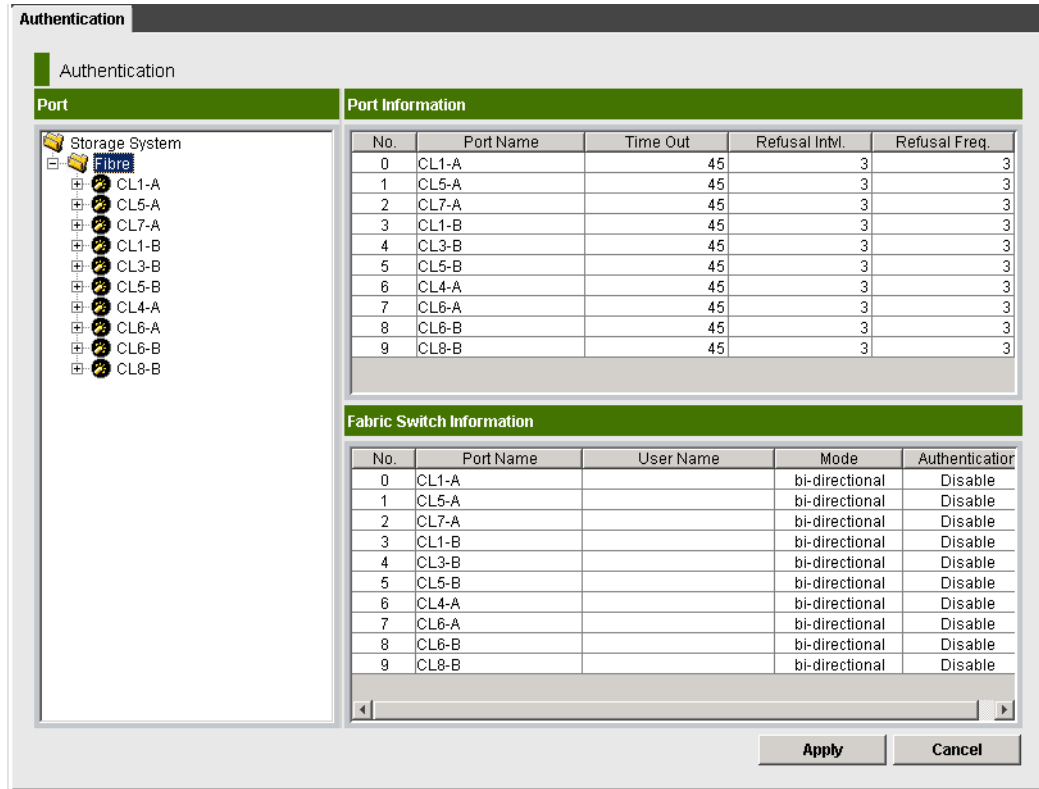 Authentication
Authentication
Port
Storage System
Fibre
CL1-A
CL5-A
CL7-A
CL1-B
CL3-B
CL5-B
CL4-A
CL6-A
CL6-B
CL8-B
Port Information
No. Port Name Time Out Refusal Intvl. Refusal Freq.
0 CL1-A 45 3 3
1 CL5-A 45 3 3
2 CL7-A 45 3 3
3 CL1-B 45 3 3
4 CL3-B 45 3 3
5 CL5-B 45 3 3
6 CL4-A 45 3 3
7 CL6-A 45 3 3
8 CL6-B 45 3 3
9 CL8-B 45 3 3
Fabric Switch Information
No. Port Name User Name Mode Authentication
0 CL1-A bi-directional Disable
1 CL5-A bi-directional Disable
2 CL7-A bi-directional Disable
3 CL1-B bi-directional Disable
4 CL3-B bi-directional Disable
5 CL5-B bi-directional Disable
6 CL4-A bi-directional Disable
7 CL6-A bi-directional Disable
8 CL6-B bi-directional Disable
9 CL8-B bi-directional Disable
Apply Cancel